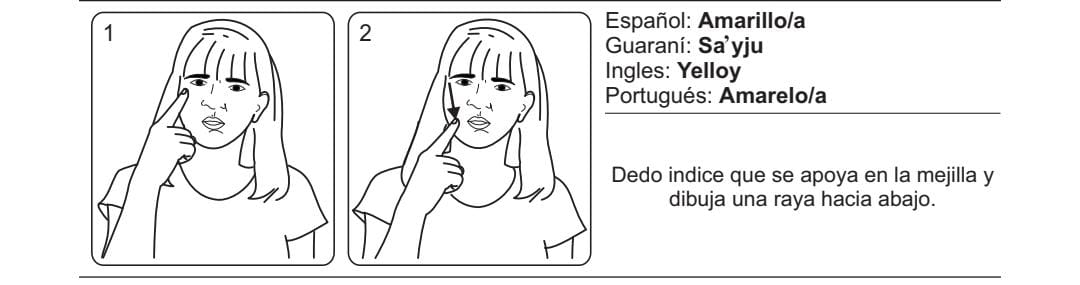 1
2
Español: Amarillo/a
Guaraní: Sa’yju
Ingles: Yelloy
Portugués: Amarelo/a
Dedo indice que se apoya en la mejilla y
dibuja una raya hacia abajo.